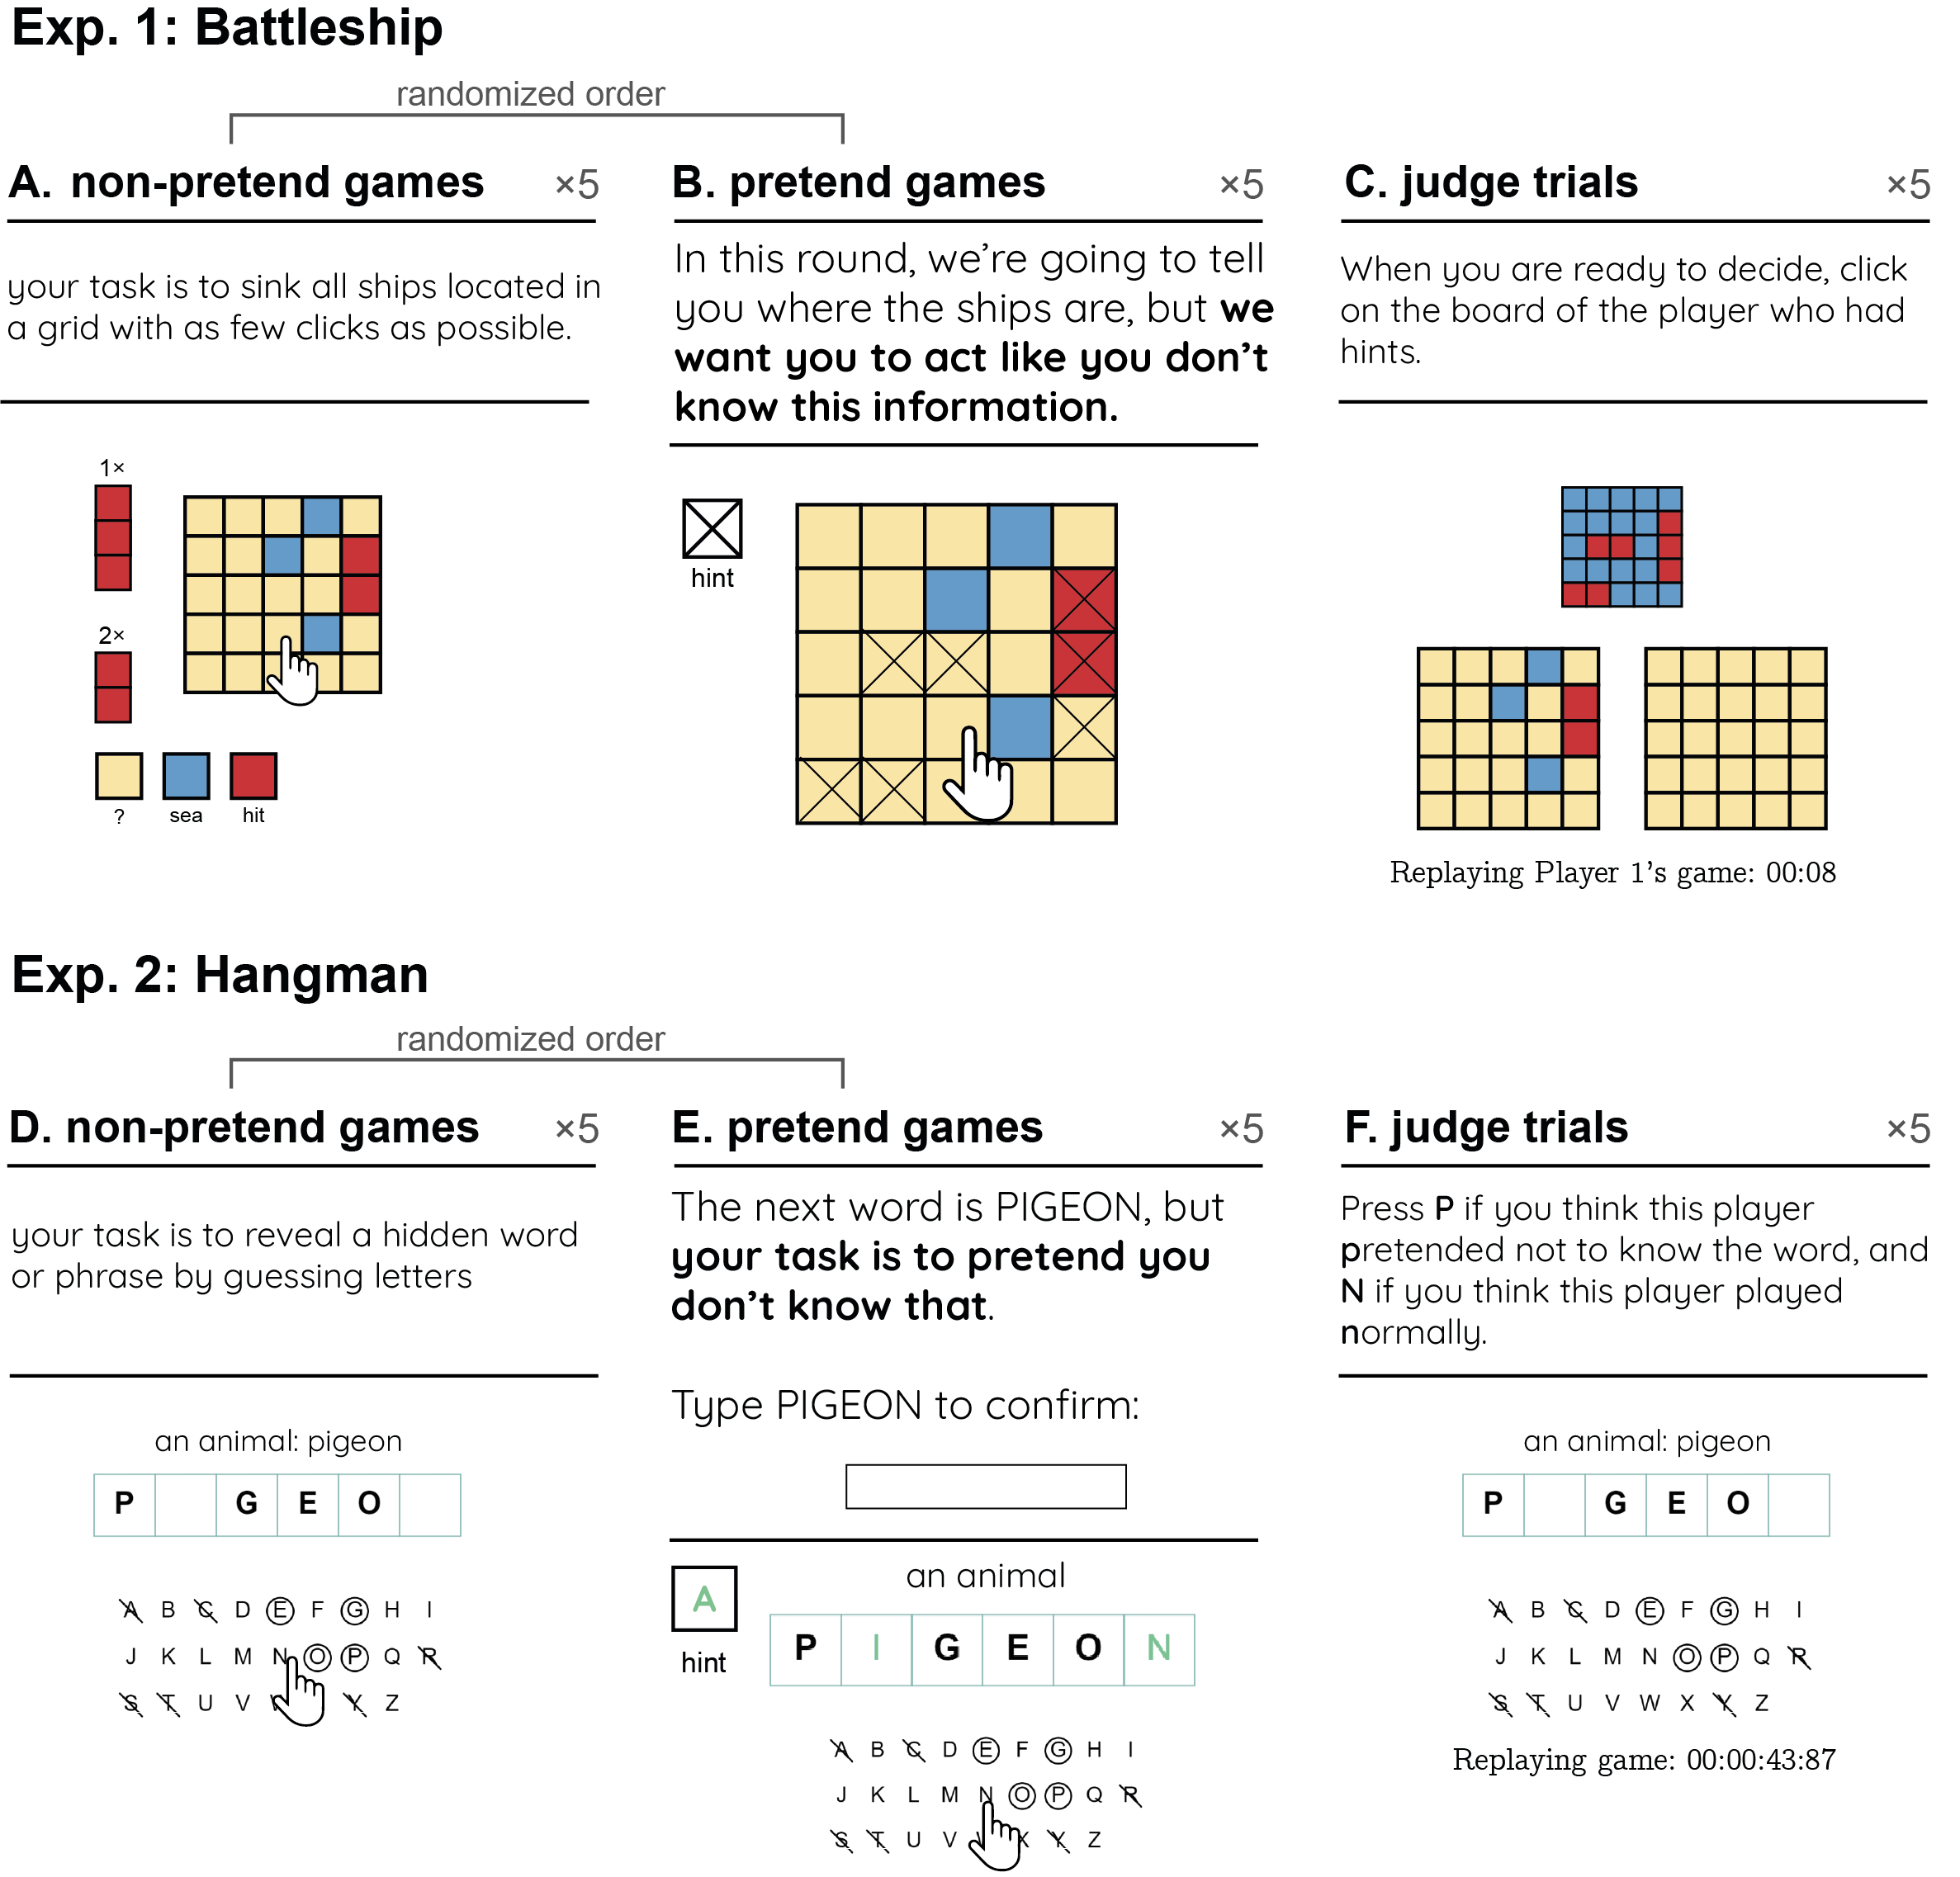 Exp. 1: Battleship
randomized order
A. non-pretend games ×5
your task is to sink all ships located in
a grid with as few clicks as possible.
1×
2×
?
sea
hit
B. pretend games ×5
In this round, we're going to tell
you where the ships are, but we
want you to act like you don't
know this information.
hint
C. judge trials ×5
When you are ready to decide, click
on the board of the player who had
hints.
Replaying Player 1's game: 00:08
Exp. 2: Hangman
randomized order
D. non-pretend games ×5
your task is to reveal a hidden word
or phrase by guessing letters
an animal: pigeon
P G E O
A B C D E F G H I
J K L M N O P Q R
S T U V Y Z
E. pretend games ×5
The next word is PIGEON, but
your task is to pretend you
don't know that.
Type PIGEON to confirm:
A
hint
an animal
P I G E O N
A B C D E F G H I
J K L M N O P Q R
S T U V X Y Z
F. judge trials ×5
Press P if you think this player
pretended not to know the word, and
N if you think this player played
normally.
an animal: pigeon
P G E O
A B C D E F G H I
J K L M N O P Q R
S T U V W X Y Z
Replaying game: 00:00:43:87